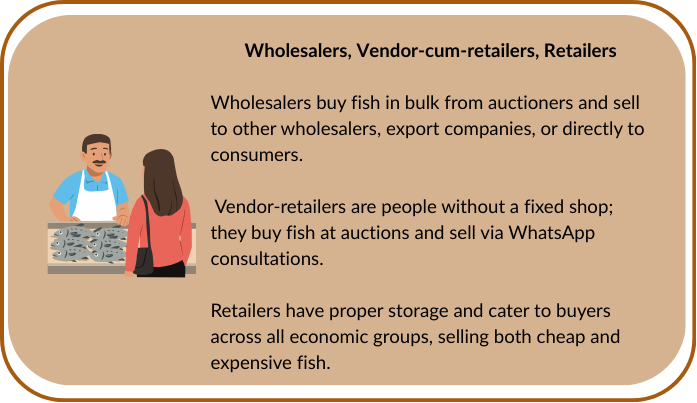 Wholesalers, Vendor-cum-retailers, Retailers
Wholesalers buy fish in bulk from auctioners and sell
to other wholesalers, export companies, or directly to
consumers.
Vendor-retailers are people without a fixed shop;
they buy fish at auctions and sell via WhatsApp
consultations.
Retailers have proper storage and cater to buyers
across all economic groups, selling both cheap and
expensive fish.